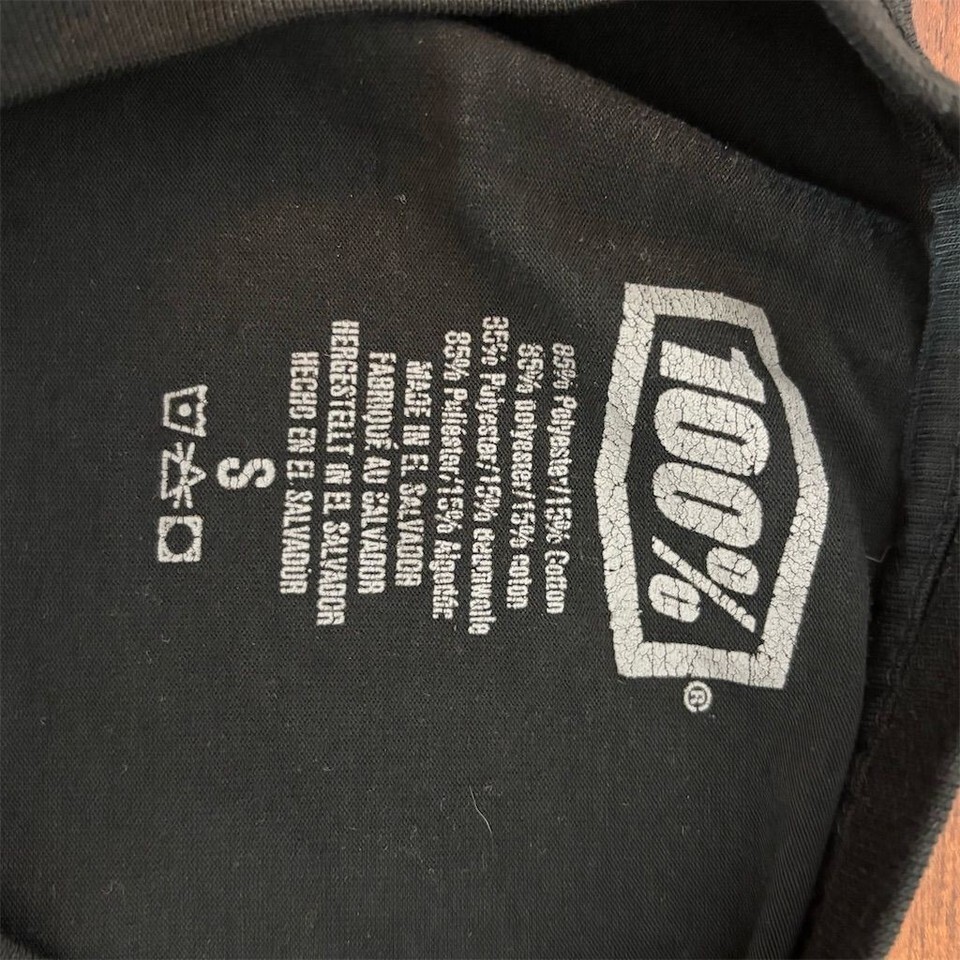 100%
®
85% Polyester/15% Cotton
85% polyester/15% coton
85% Polyester/15% Baumwolle
85% Poliéster/15% Algodón
MADE IN EL SALVADOR
FABRIQUÉ AU SALVADOR
HERGESTELLT IN EL SALVADOR
HECHO EN EL SALVADOR
S